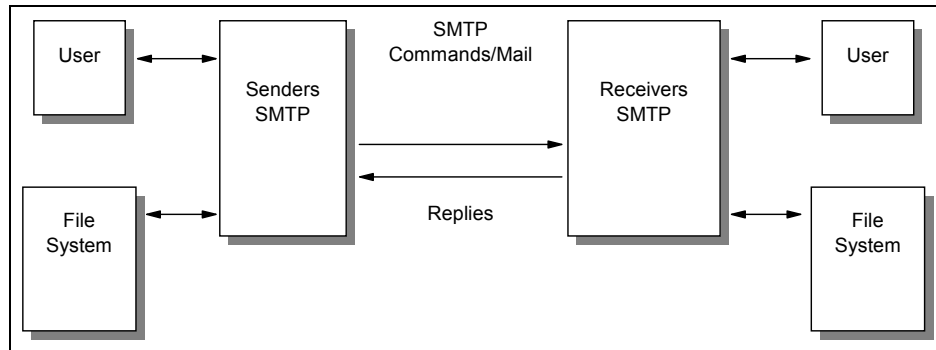 User
Senders
SMTP
SMTP
Commands/Mail
Receivers
SMTP
User
File
System
Replies
File
System